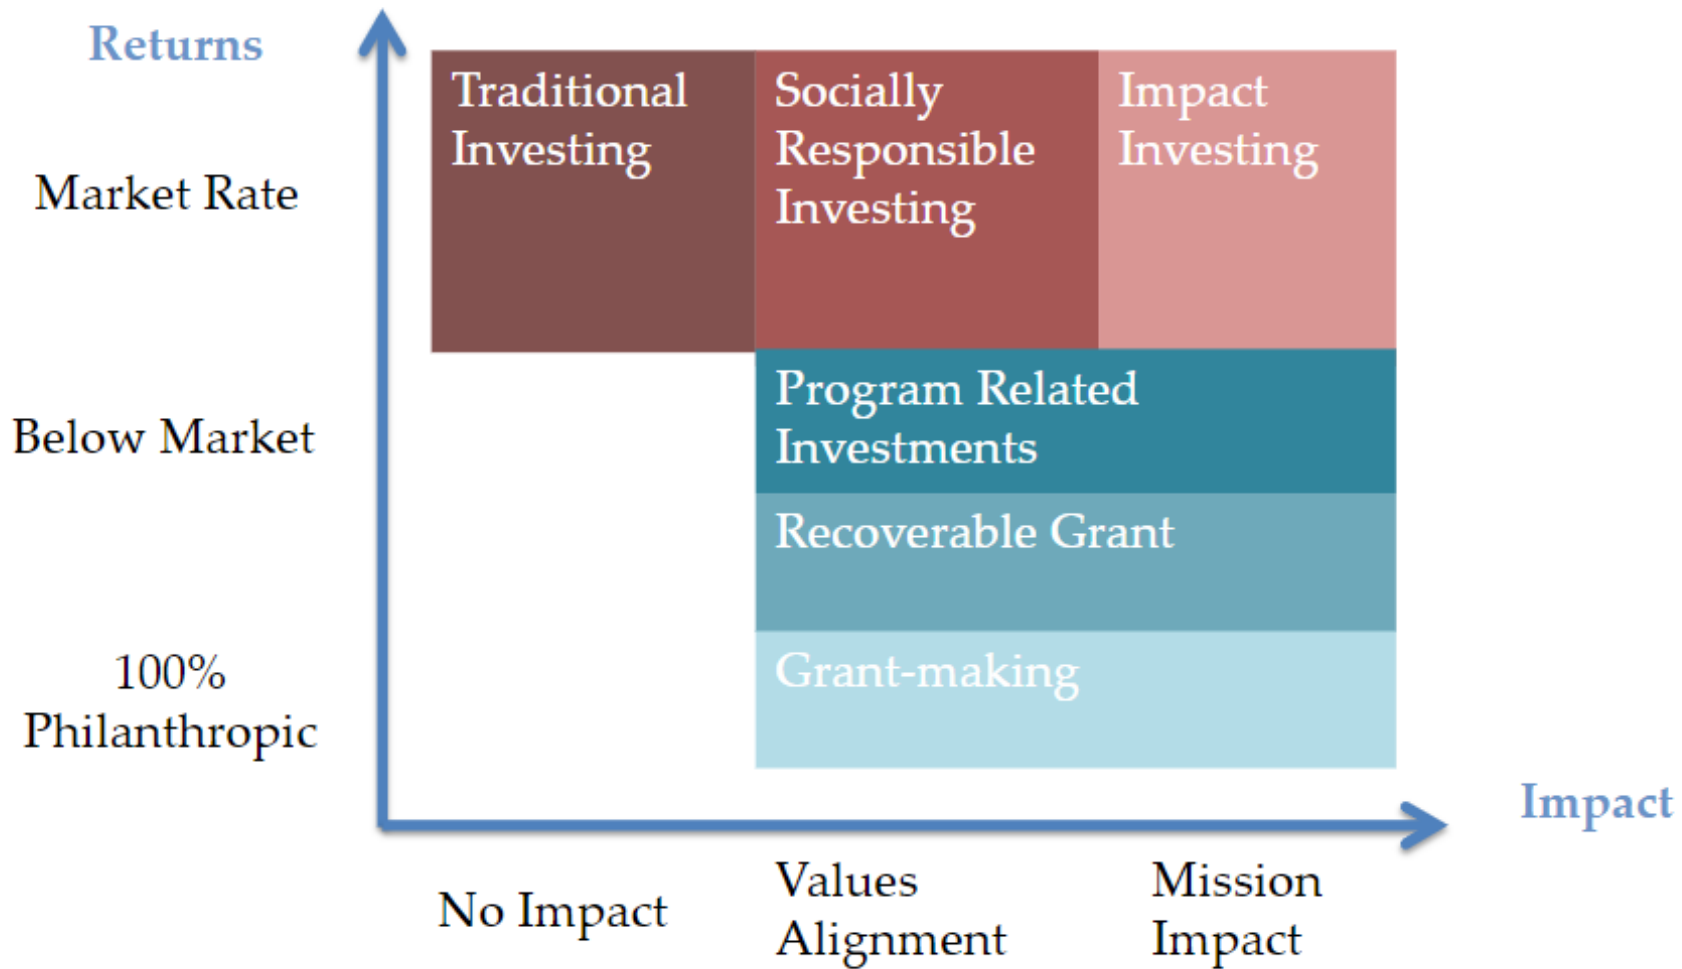 Returns
Traditional
Investing
Socially
Responsible
Investing
Impact
Investing
Market Rate
Program Related
Investments
Below Market
Recoverable Grant
Grant-making
100%
Philanthropic
Impact
No Impact
Values
Alignment
Mission
Impact